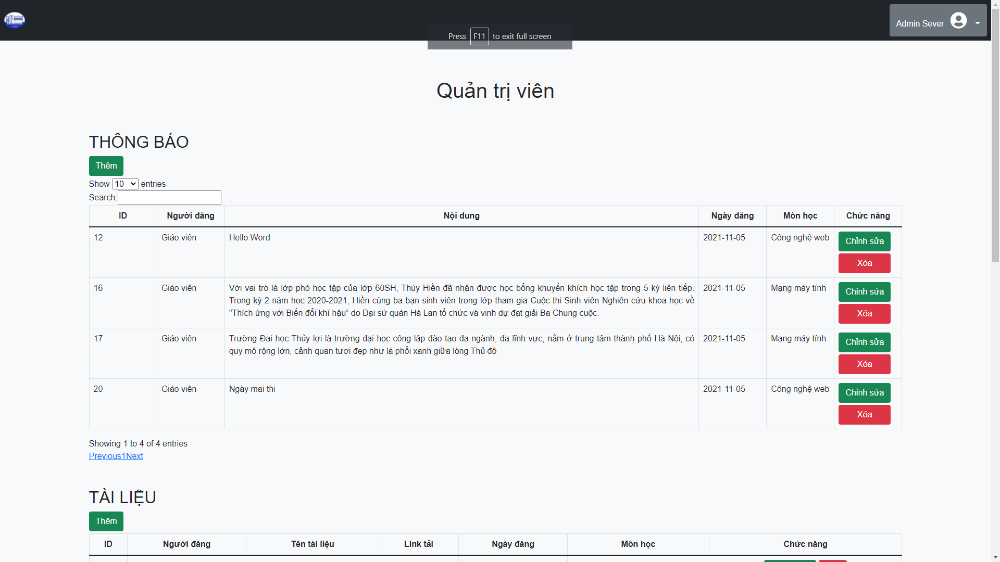 Admin Sever
Press F11 to exit full screen
Quản trị viên
THÔNG BÁO
Thêm
Show 10 entries
Search:
ID Người đăng Nội dung Ngày đăng Môn học Chức năng
12 Giáo viên Hello Word 2021-11-05 Công nghệ web Chỉnh sửa
Xóa
16 Giáo viên Với vai trò là lớp phó học tập của lớp 60SH, Thúy Hiền đã nhận được học bổng khuyến khích học tập trong 5 kỳ liên tiếp. 2021-11-05 Mạng máy tính Chỉnh sửa
Trong kỳ 2 năm học 2020-2021, Hiền cùng ba bạn sinh viên trong lớp tham gia Cuộc thi Sinh viên Nghiên cứu khoa học về
"Thích ứng với Biến đổi khí hậu” do Đại sứ quán Hà Lan tổ chức và vinh dự đạt giải Ba Chung cuộc.
Xóa
17 Giáo viên Trường Đại học Thủy lợi là trường đại học công lập đào tạo đa ngành, đa lĩnh vực, nằm ở trung tâm thành phố Hà Nội, có 2021-11-05 Mạng máy tính Chỉnh sửa
quy mô rộng lớn, cảnh quan tươi đẹp như lá phổi xanh giữa lòng Thủ đô
Xóa
20 Giáo viên Ngày mai thi 2021-11-05 Công nghệ web Chỉnh sửa
Xóa
Showing 1 to 4 of 4 entries
Previous1Next
TÀI LIỆU
Thêm
ID Người đăng Tên tài liệu Link tải Ngày đăng Môn học Chức năng